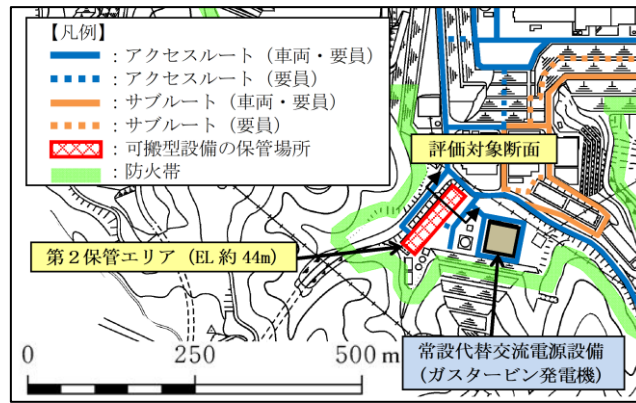 【凡例】
：アクセスルート（車両・要員）
：アクセスルート（要員）
：サブルート（車両・要員）
：サブルート（要員）
：可搬型設備の保管場所
：防火帯
評価対象断面
第２保管エリア（EL 約 44m）
0 250 500 m
常設代替交流電源設備
（ガスタービン発電機）